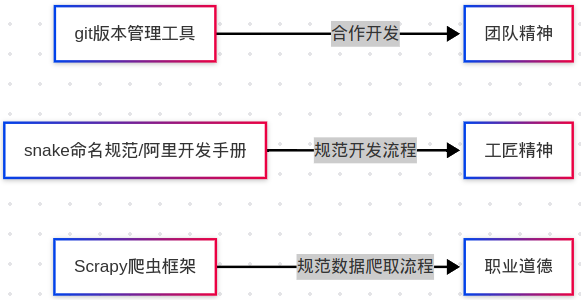 git版本管理工具
合作开发
团队精神
snake命名规范/阿里开发手册
规范开发流程
工匠精神
Scrapy爬虫框架
规范数据爬取流程
职业道德